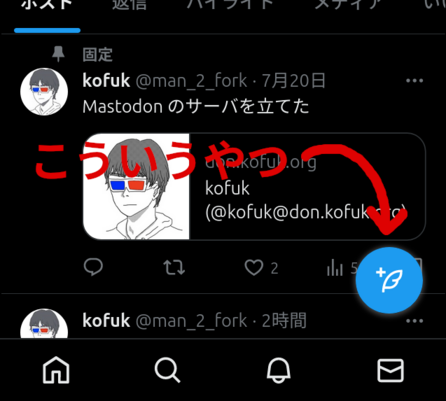 ポスト 返信 ハイライト メディア
固定
kofuk @man_2_fork · 7月20日
Mastodon のサーバを立てた
こういうやつ
don.kofuk.org
kofuk
(@kofuk@don.kofuk.org)
2
kofuk @man_2_fork · 2時間